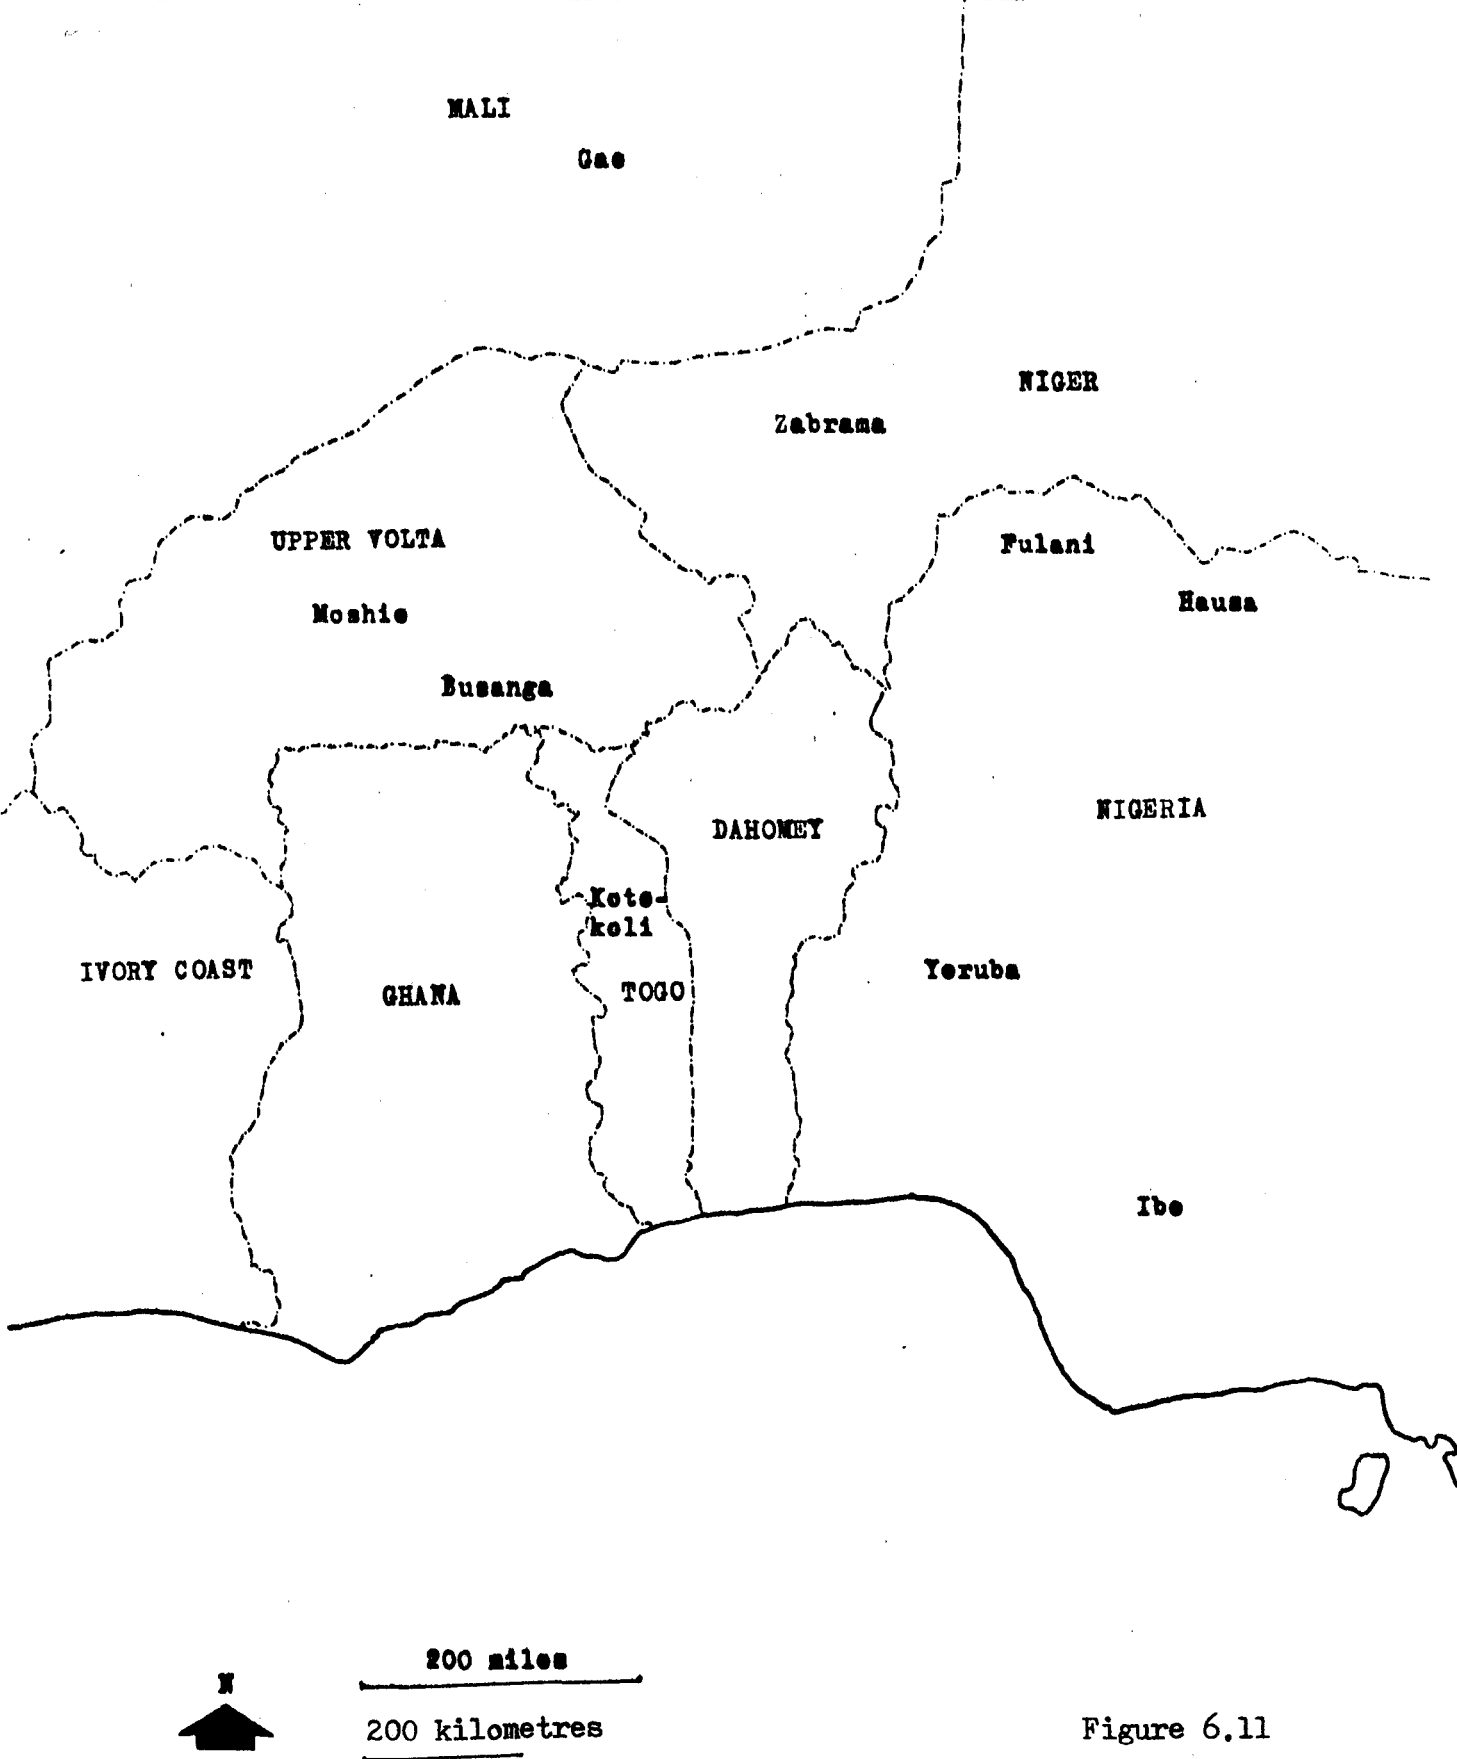 MALI
Gao
NIGER
Zabrama
UPPER VOLTA
Fulani
Hausa
Moshie
Busanga
NIGERIA
DAHOMEY
Koto-
koli
IVORY COAST
GHANA
TOGO
Yoruba
Ibo
200 miles
N
200 kilometres
Figure 6.11